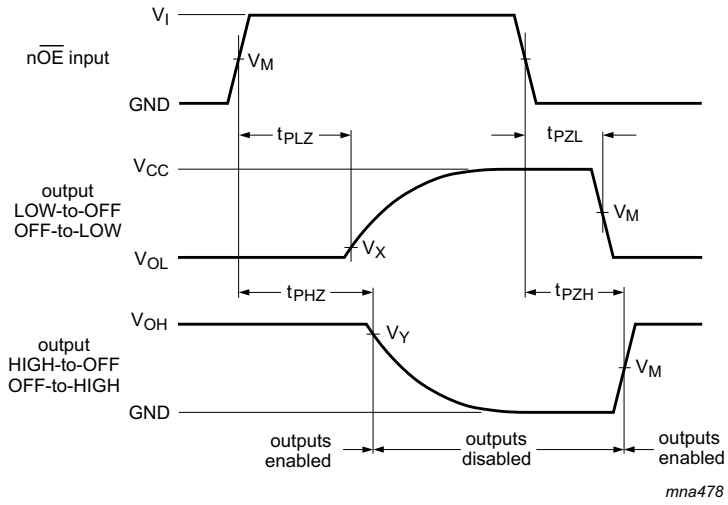 V_I
nO̅E̅ input
V_M
GND
t_PLZ
t_PZL
V_CC
output
LOW-to-OFF
OFF-to-LOW
V_M
V_X
V_OL
t_PHZ
t_PZH
V_OH
V_Y
output
HIGH-to-OFF
OFF-to-HIGH
V_M
GND
outputs
enabled
outputs
disabled
outputs
enabled
mna478